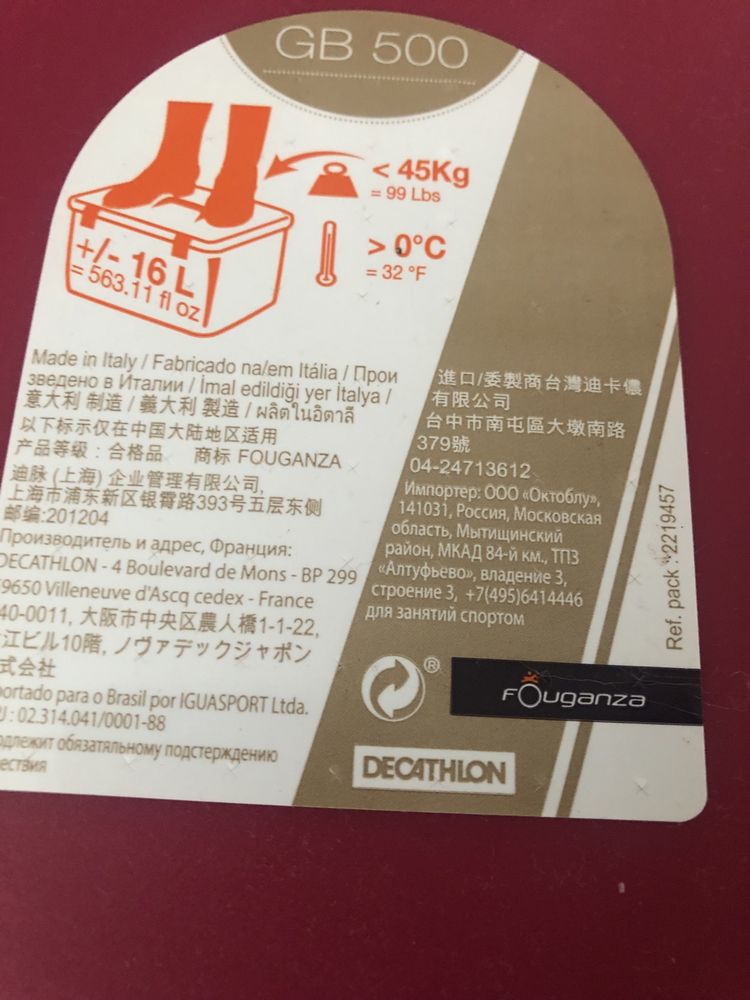 GB 500
< 45Kg
= 99 Lbs
> 0°C
= 32 °F
+/- 16 L
= 563.11 fl oz
Made in Italy / Fabricado na/em Itália / Прои
зведено в Италии / İmal edildiği yer İtalya /
意大利 制造 / 義大利 製造 / ผลิตในอิตาลี
以下标示仅在中国大陆地区适用
产品等级：合格品 商标 FOUGANZA
迪脉 (上海) 企业管理有限公司,
上海市浦东新区银霄路393号五层东侧
邮编:201204
Производитель и адрес, Франция:
DECATHLON - 4 Boulevard de Mons - BP 299
9650 Villeneuve d'Ascq cedex - France
40-0011, 大阪市中央区農人橋1-1-22,
江ビル10階, ノヴァデックジャポン
式会社
portado para o Brasil por IGUASPORT Ltda.
: 02.314.041/0001-88
длежит обязательному подстерждению
ествия
進口/委製商台灣迪卡儂
有限公司
台中市南屯區大墩南路
379號
04-24713612
Импортер: ООО «Октоблу»,
141031, Россия, Московская
область, Мытищинский
район, МКАД 84-й км., ТПЗ
«Алтуфьево», владение 3,
строение 3, +7(495)6414446
для занятий спортом
Ref. pack : 2219457
®
FOuganza
DECATHLON